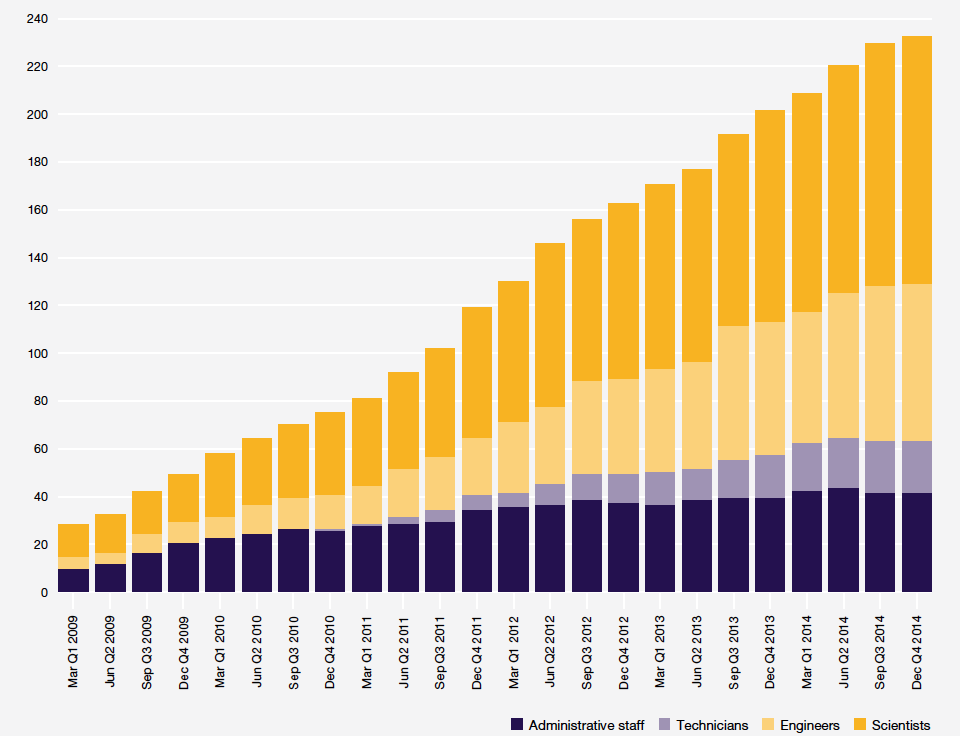 240
220
200
180
160
140
120
100
80
60
40
20
0
Mar Q1 2009
Jun Q2 2009
Sep Q3 2009
Dec Q4 2009
Mar Q1 2010
Jun Q2 2010
Sep Q3 2010
Dec Q4 2010
Mar Q1 2011
Jun Q2 2011
Sep Q3 2011
Dec Q4 2011
Mar Q1 2012
Jun Q2 2012
Sep Q3 2012
Dec Q4 2012
Mar Q1 2013
Jun Q2 2013
Sep Q3 2013
Dec Q4 2013
Mar Q1 2014
Jun Q2 2014
Sep Q3 2014
Dec Q4 2014
Administrative staff Technicians Engineers Scientists